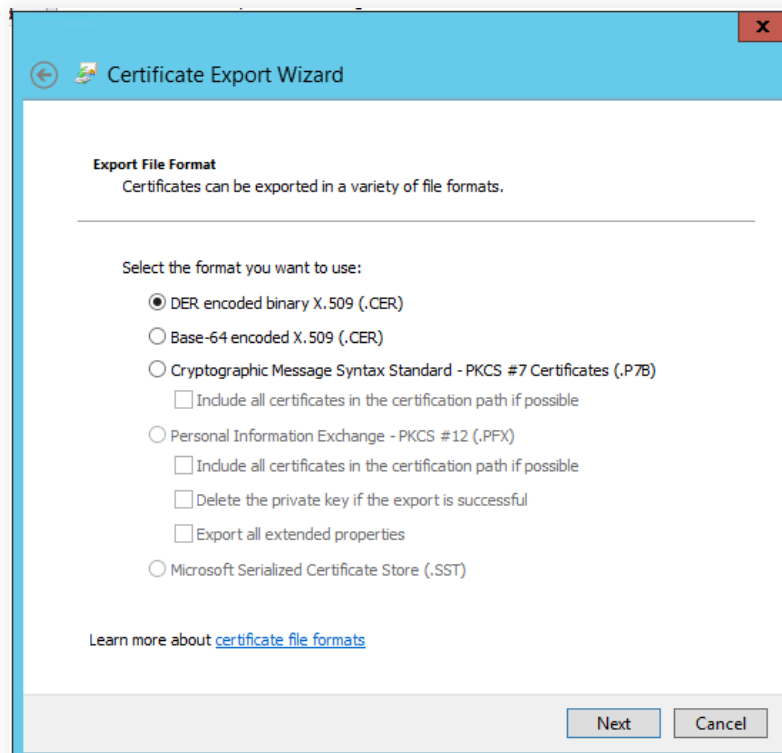 x
Certificate Export Wizard
Export File Format
Certificates can be exported in a variety of file formats.
Select the format you want to use:
DER encoded binary X.509 (.CER)
Base-64 encoded X.509 (.CER)
Cryptographic Message Syntax Standard - PKCS #7 Certificates (.P7B)
Include all certificates in the certification path if possible
Personal Information Exchange - PKCS #12 (.PFX)
Include all certificates in the certification path if possible
Delete the private key if the export is successful
Export all extended properties
Microsoft Serialized Certificate Store (.SST)
Learn more about certificate file formats
Next Cancel